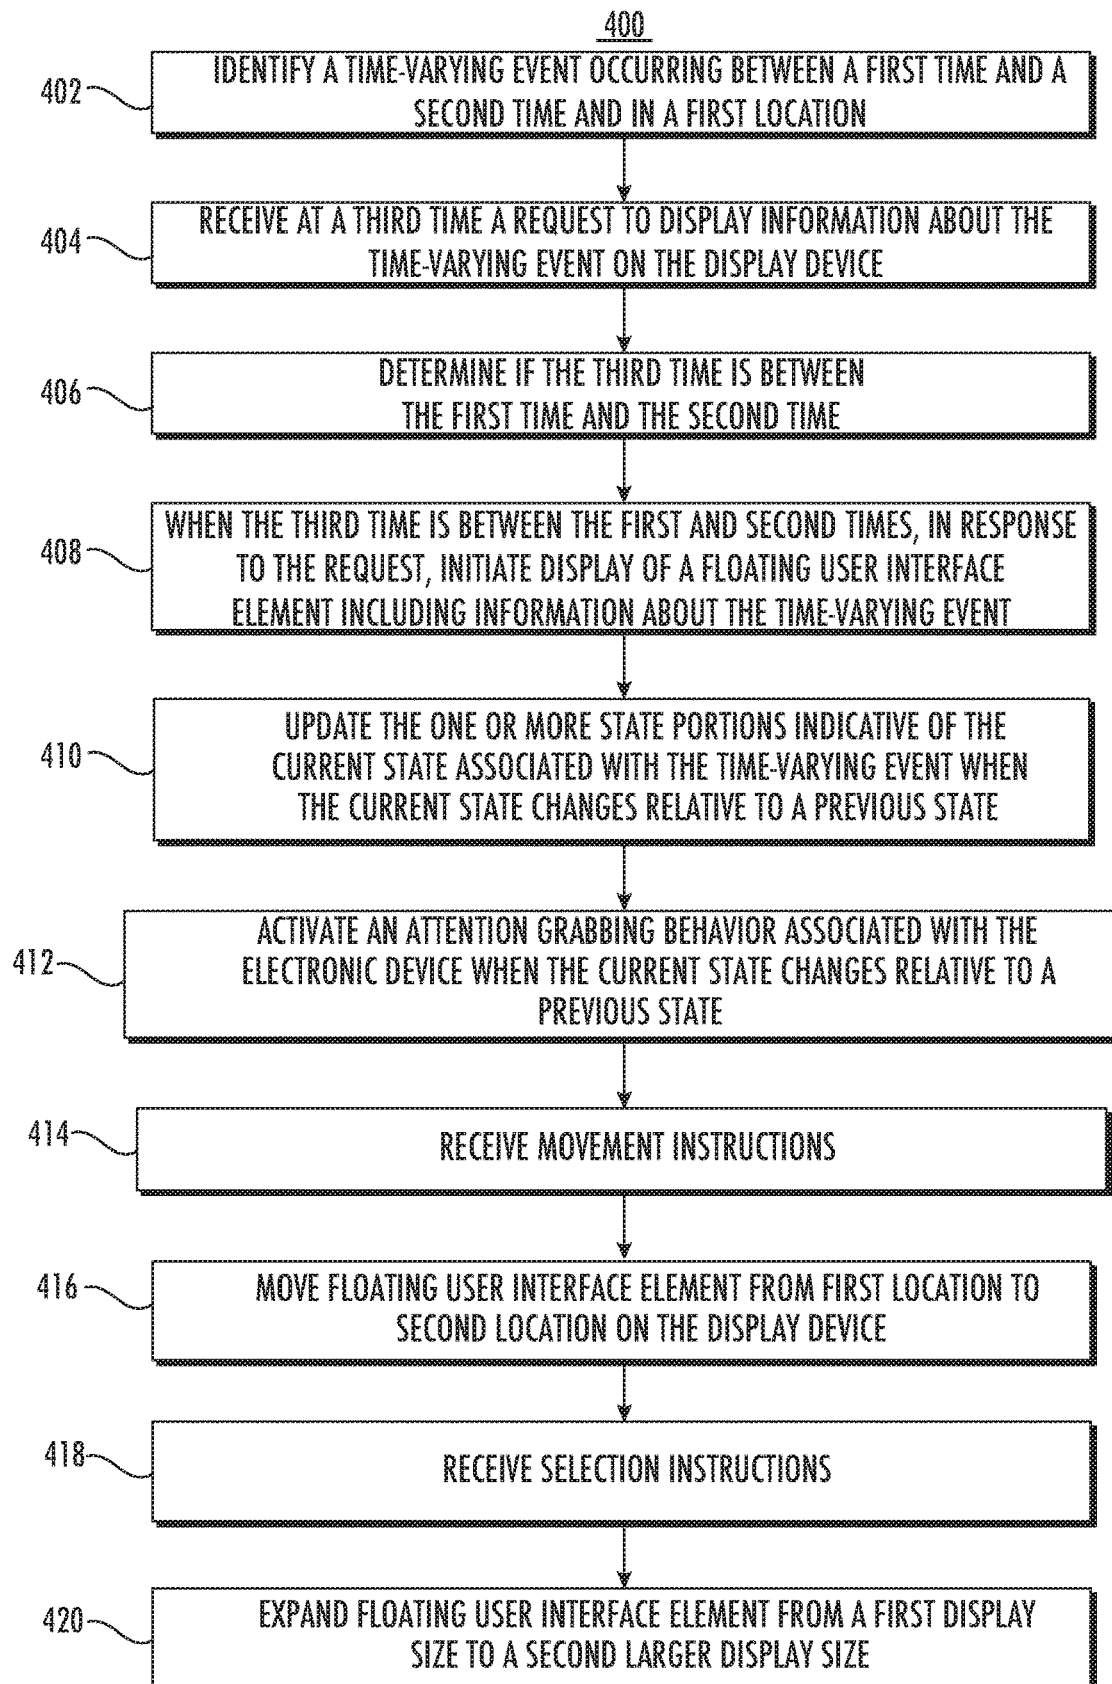 400
402
IDENTIFY A TIME-VARYING EVENT OCCURRING BETWEEN A FIRST TIME AND A
SECOND TIME AND IN A FIRST LOCATION
404
RECEIVE AT A THIRD TIME A REQUEST TO DISPLAY INFORMATION ABOUT THE
TIME-VARYING EVENT ON THE DISPLAY DEVICE
406
DETERMINE IF THE THIRD TIME IS BETWEEN
THE FIRST TIME AND THE SECOND TIME
408
WHEN THE THIRD TIME IS BETWEEN THE FIRST AND SECOND TIMES, IN RESPONSE
TO THE REQUEST, INITIATE DISPLAY OF A FLOATING USER INTERFACE
ELEMENT INCLUDING INFORMATION ABOUT THE TIME-VARYING EVENT
410
UPDATE THE ONE OR MORE STATE PORTIONS INDICATIVE OF THE
CURRENT STATE ASSOCIATED WITH THE TIME-VARYING EVENT WHEN
THE CURRENT STATE CHANGES RELATIVE TO A PREVIOUS STATE
412
ACTIVATE AN ATTENTION GRABBING BEHAVIOR ASSOCIATED WITH THE
ELECTRONIC DEVICE WHEN THE CURRENT STATE CHANGES RELATIVE TO A
PREVIOUS STATE
414
RECEIVE MOVEMENT INSTRUCTIONS
416
MOVE FLOATING USER INTERFACE ELEMENT FROM FIRST LOCATION TO
SECOND LOCATION ON THE DISPLAY DEVICE
418
RECEIVE SELECTION INSTRUCTIONS
420
EXPAND FLOATING USER INTERFACE ELEMENT FROM A FIRST DISPLAY
SIZE TO A SECOND LARGER DISPLAY SIZE